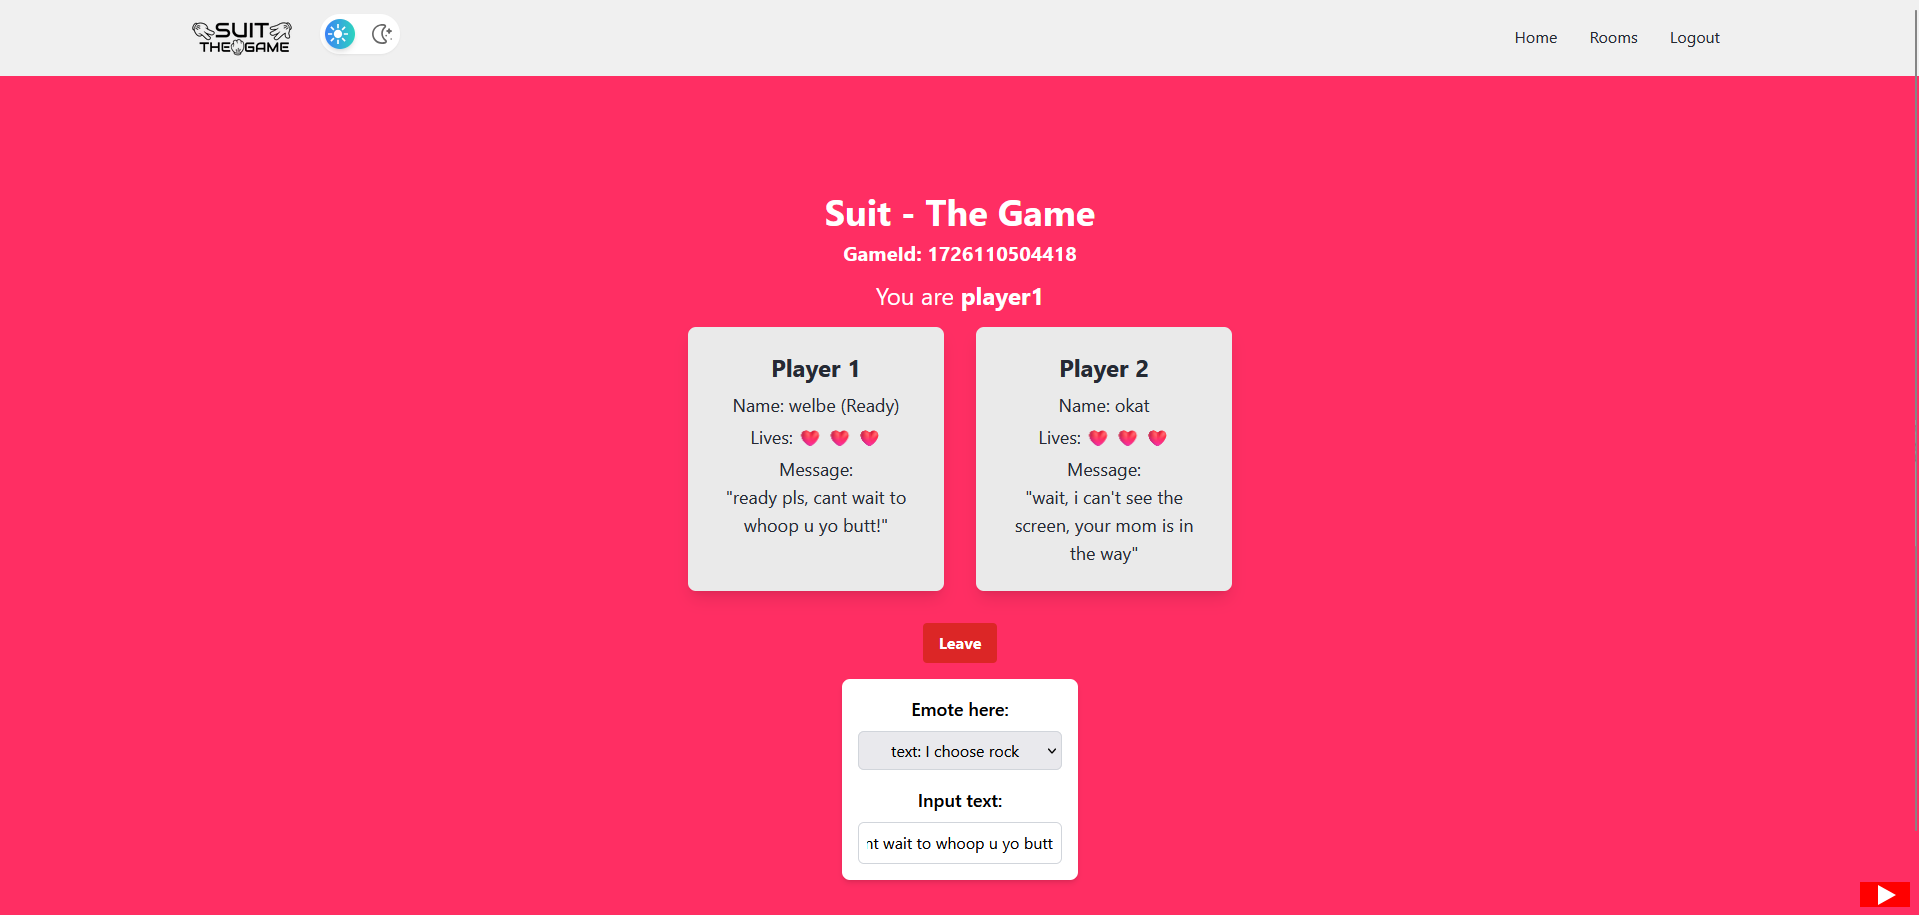 SUIT
THE GAME
Home
Rooms
Logout
Suit - The Game
GameId: 1726110504418
You are player1
Player 1
Name: welbe (Ready)
Lives:
Message:
"ready pls, cant wait to
whoop u yo butt!"
Player 2
Name: okat
Lives:
Message:
"wait, i can't see the
screen, your mom is in
the way"
Leave
Emote here:
text: I choose rock
Input text:
nt wait to whoop u yo butt